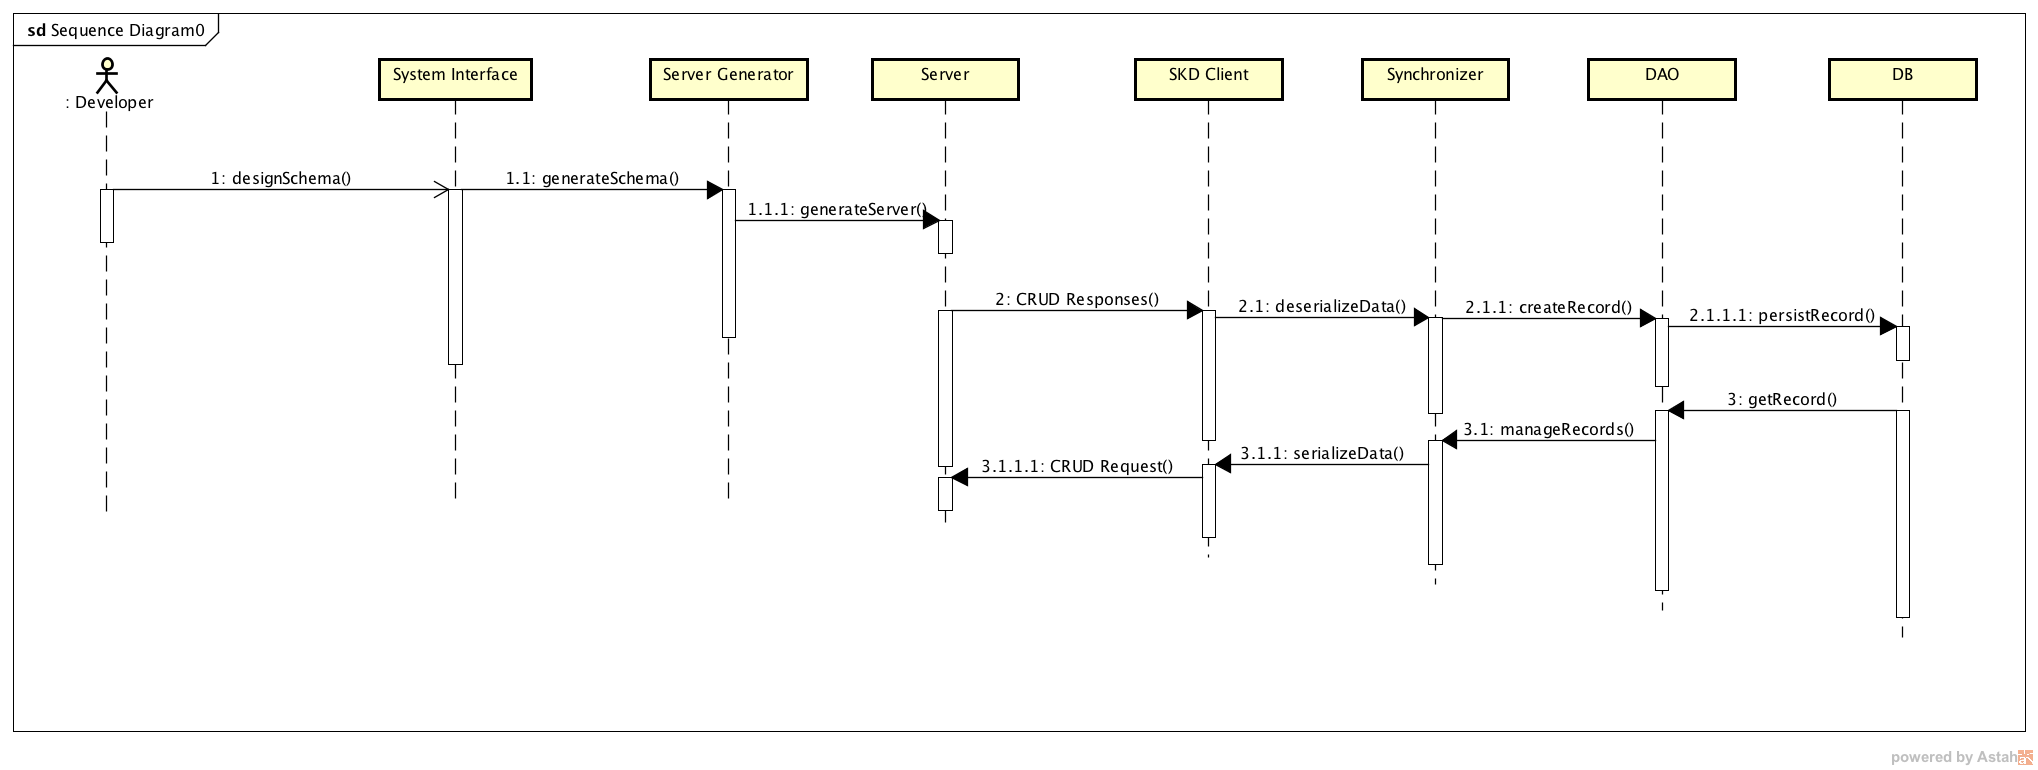 sd Sequence Diagram0
: Developer
System Interface
Server Generator
Server
SKD Client
Synchronizer
DAO
DB
1: designSchema()
1.1: generateSchema()
1.1.1: generateServer()
2: CRUD Responses()
2.1: deserializeData()
2.1.1: createRecord()
2.1.1.1: persistRecord()
3: getRecord()
3.1: manageRecords()
3.1.1: serializeData()
3.1.1.1: CRUD Request()
powered by Astah